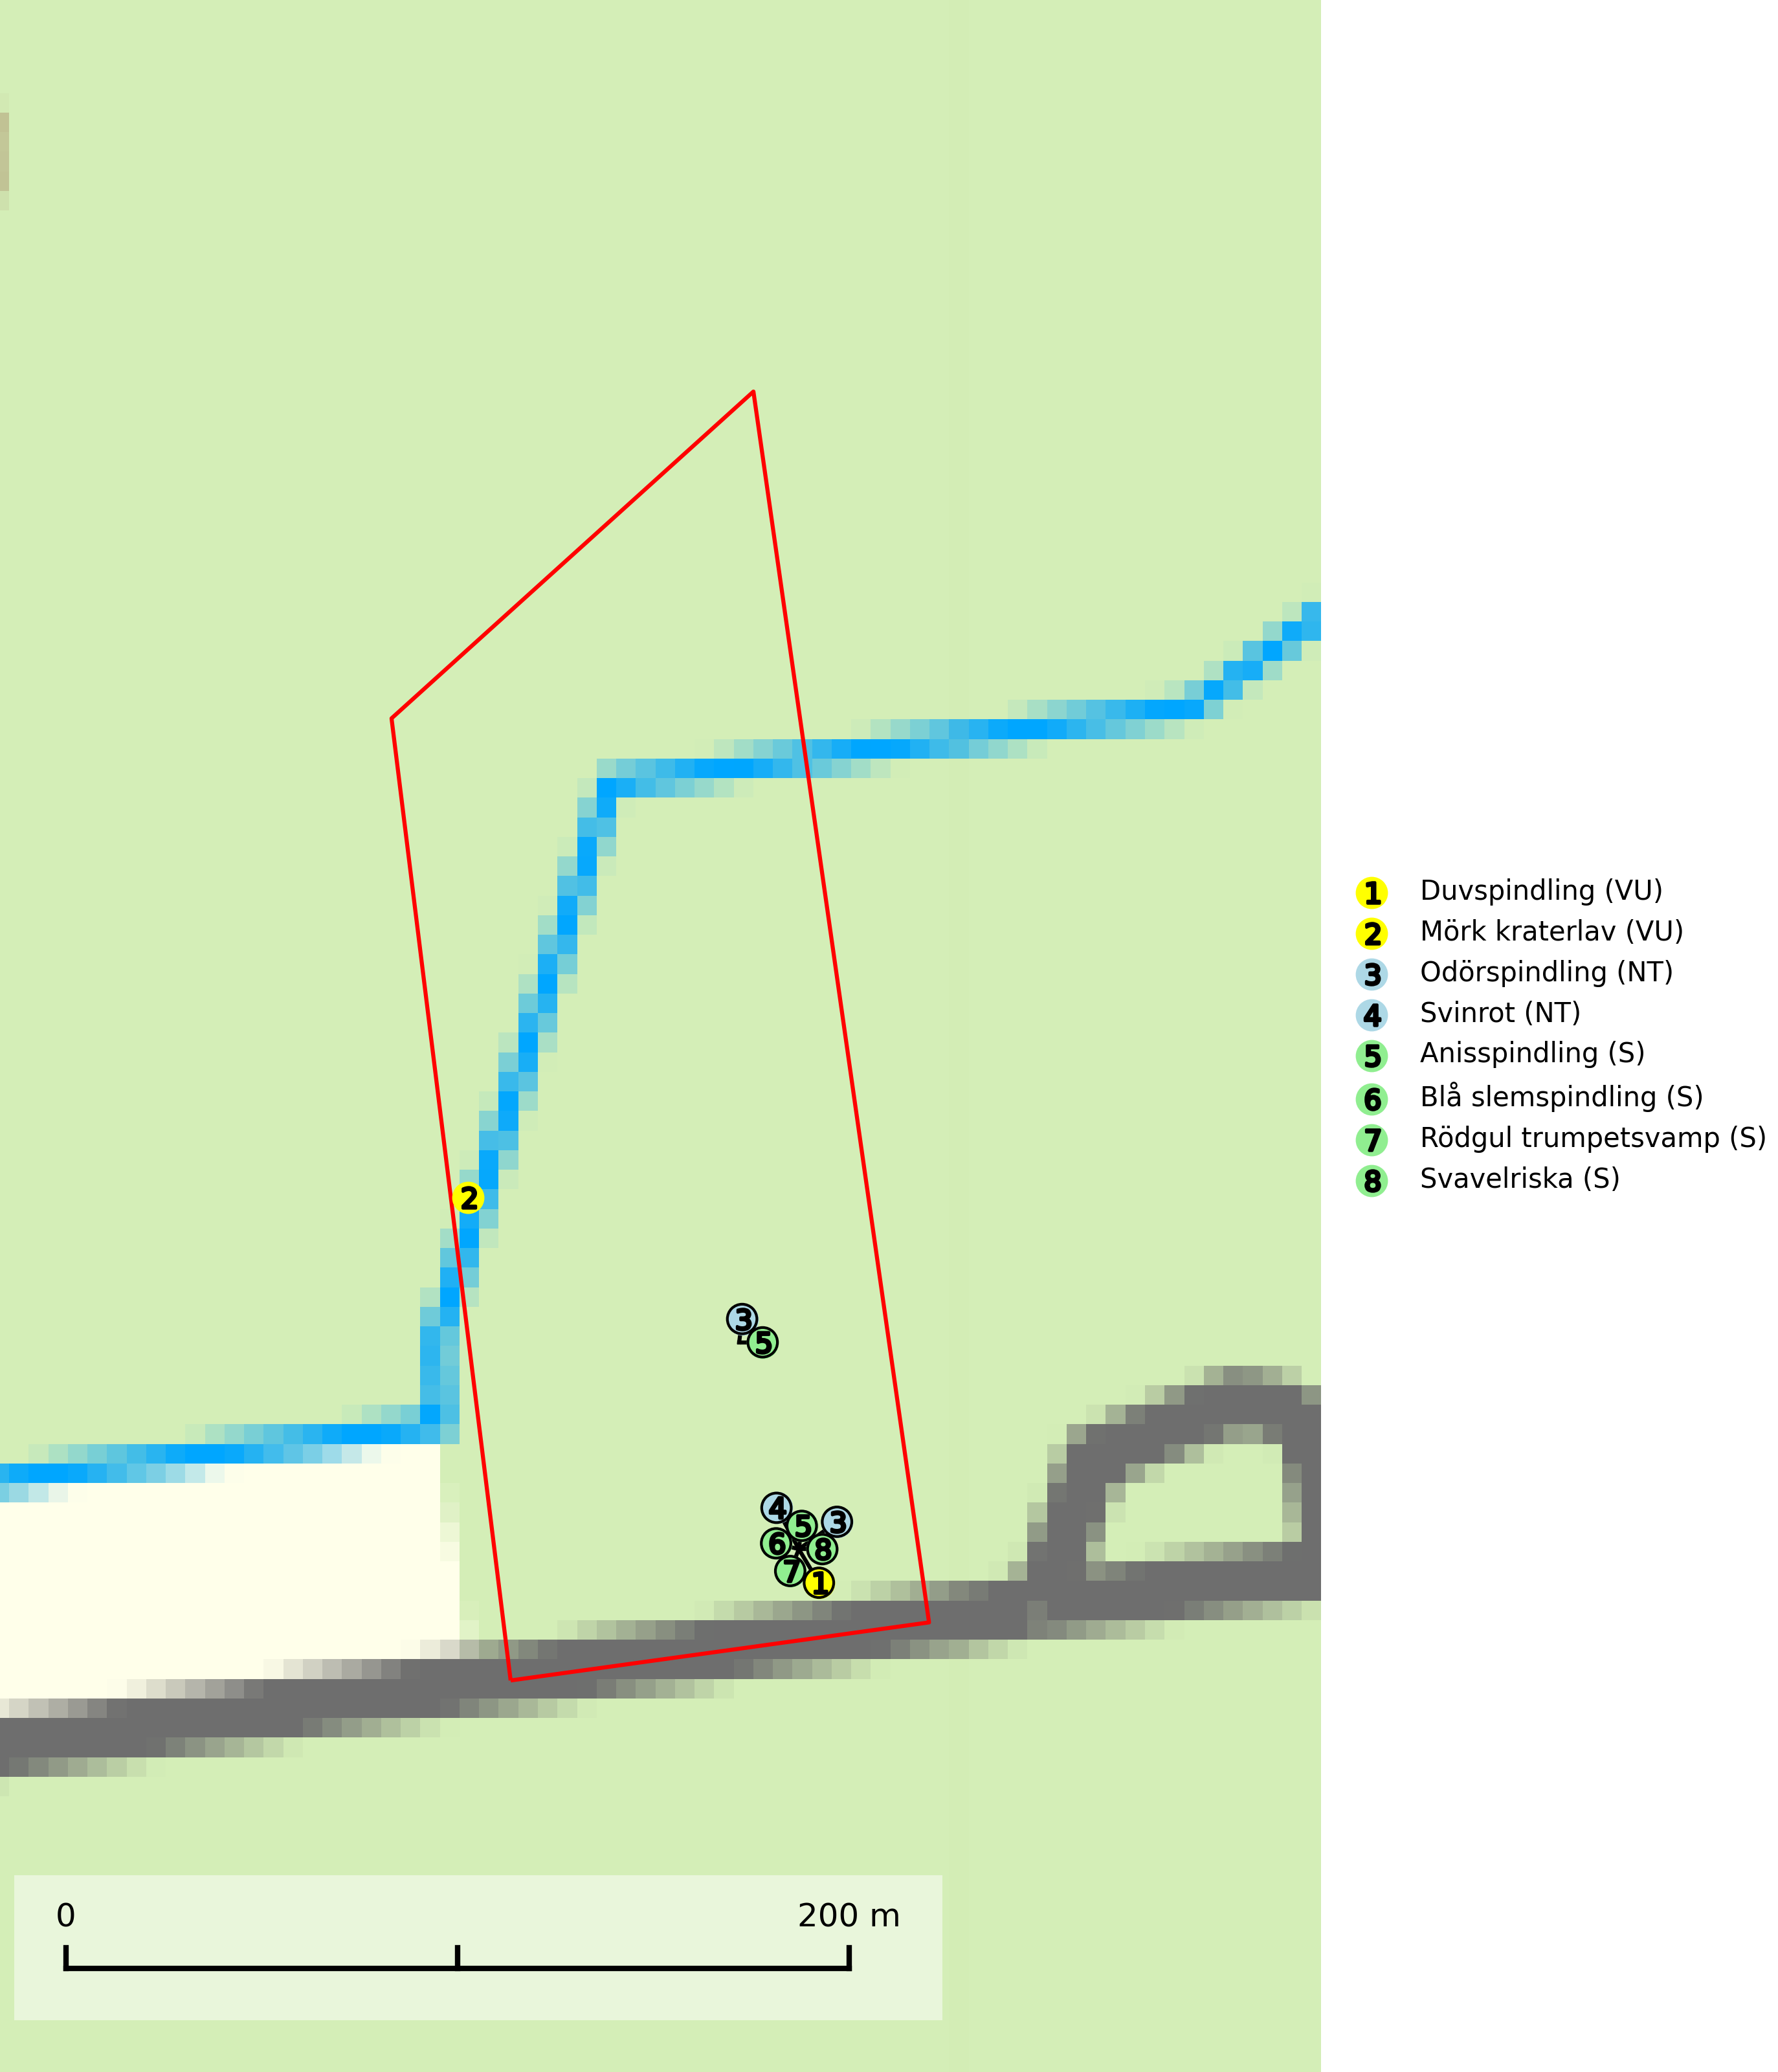 2
3
5
4
5
3
6
8
7
1
0 200 m
1 Duvspindling (VU)
2 Mörk kraterlav (VU)
3 Odörspindling (NT)
4 Svinrot (NT)
5 Anisspindling (S)
6 Blå slemspindling (S)
7 Rödgul trumpetsvamp (S)
8 Svavelriska (S)